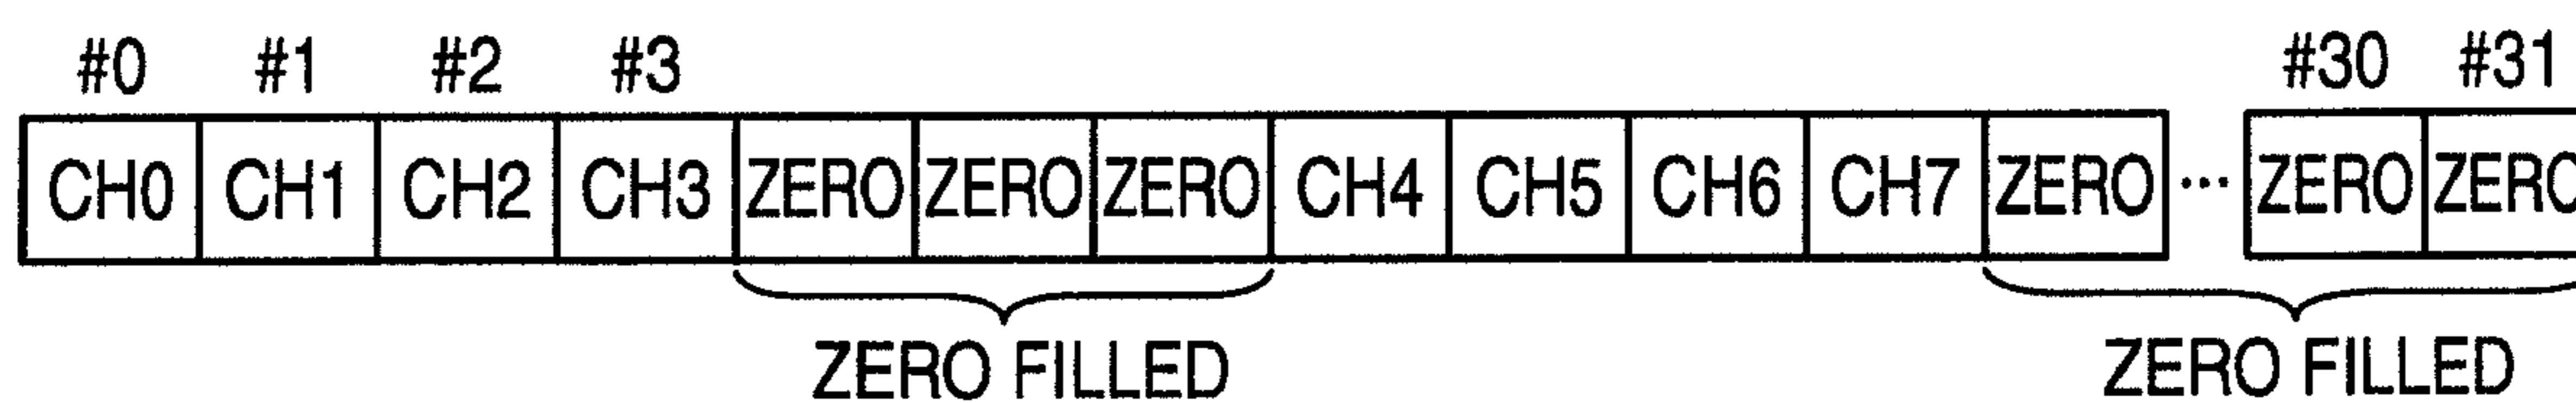 #0 #1 #2 #3 #30 #31
CH0 CH1 CH2 CH3 ZERO ZERO ZERO CH4 CH5 CH6 CH7 ZERO ... ZERO ZERO
ZERO FILLED ZERO FILLED